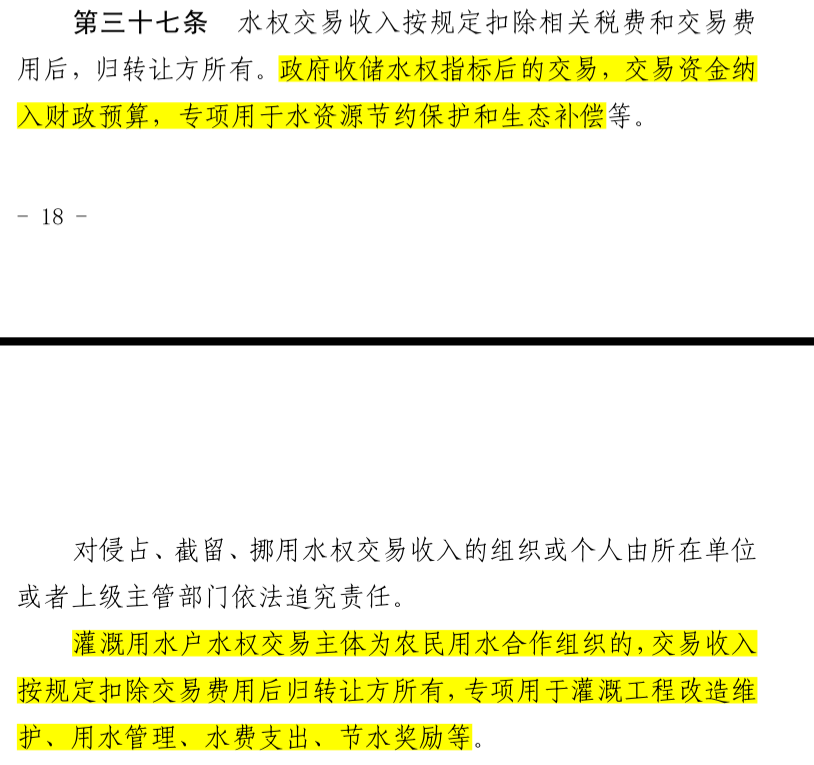 第三十七条 水权交易收入按规定扣除相关税费和交易费
用后，归转让方所有。政府收储水权指标后的交易，交易资金纳
入财政预算，专项用于水资源节约保护和生态补偿等。
- 18 -
对侵占、截留、挪用水权交易收入的组织或个人由所在单位
或者上级主管部门依法追究责任。
灌溉用水户水权交易主体为农民用水合作组织的，交易收入
按规定扣除交易费用后归转让方所有，专项用于灌溉工程改造维
护、用水管理、水费支出、节水奖励等。